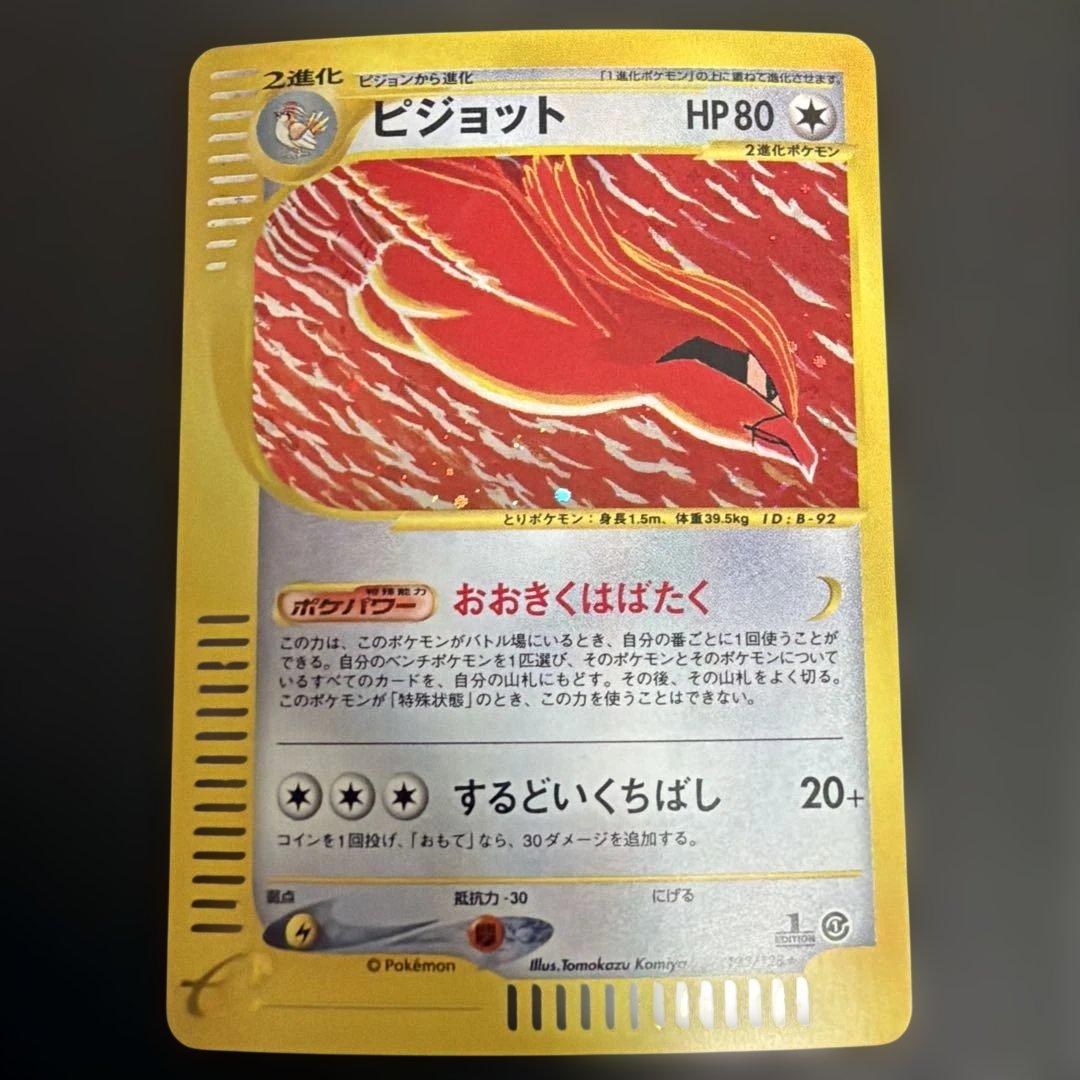 2進化 ピジョンから進化 「1進化ポケモン」の上に重ねて進化させます。
ピジョット HP80
2進化ポケモン
とりポケモン：身長1.5m、体重39.5kg ID：B-92
特殊能力
ポケパワー おおきくはばたく
この力は、このポケモンがバトル場にいるとき、自分の番ごとに1回使うことが
できる。自分のベンチポケモンを1匹選び、そのポケモンとそのポケモンについて
いるすべてのカードを、自分の山札にもどす。その後、その山札をよく切る。
このポケモンが「特殊状態」のとき、この力を使うことはできない。
するどいくちばし 20+
コインを1回投げ、「おもて」なら、30ダメージを追加する。
弱点 抵抗力 -30 にげる
1
EDITION
© Pokémon Illus.Tomokazu Komiya